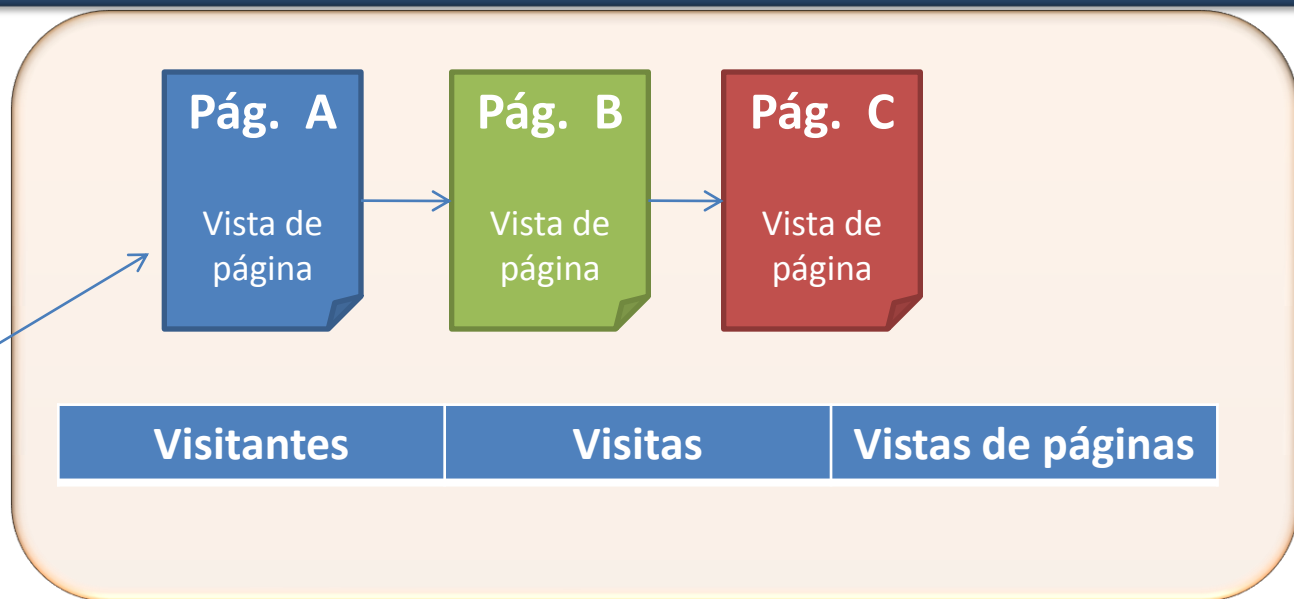 Pág. A
Vista de
página
Pág. B
Vista de
página
Pág. C
Vista de
página
Visitantes Visitas Vistas de páginas